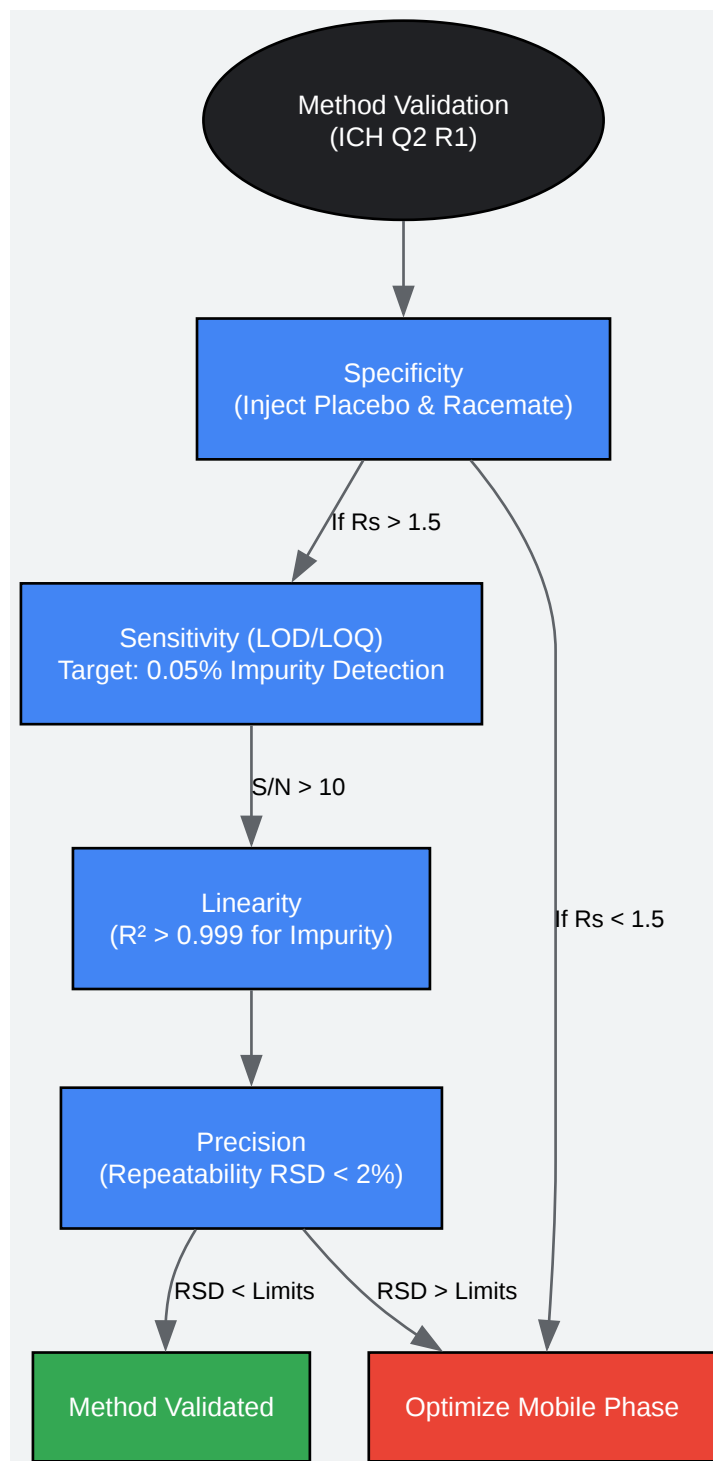 Method Validation
(ICH Q2 R1)
Specificity
(Inject Placebo & Racemate)
If Rs > 1.5
Sensitivity (LOD/LOQ)
Target: 0.05% Impurity Detection
S/N > 10
Linearity
(R² > 0.999 for Impurity)
If Rs < 1.5
Precision
(Repeatability RSD < 2%)
RSD < Limits
RSD > Limits
Method Validated
Optimize Mobile Phase